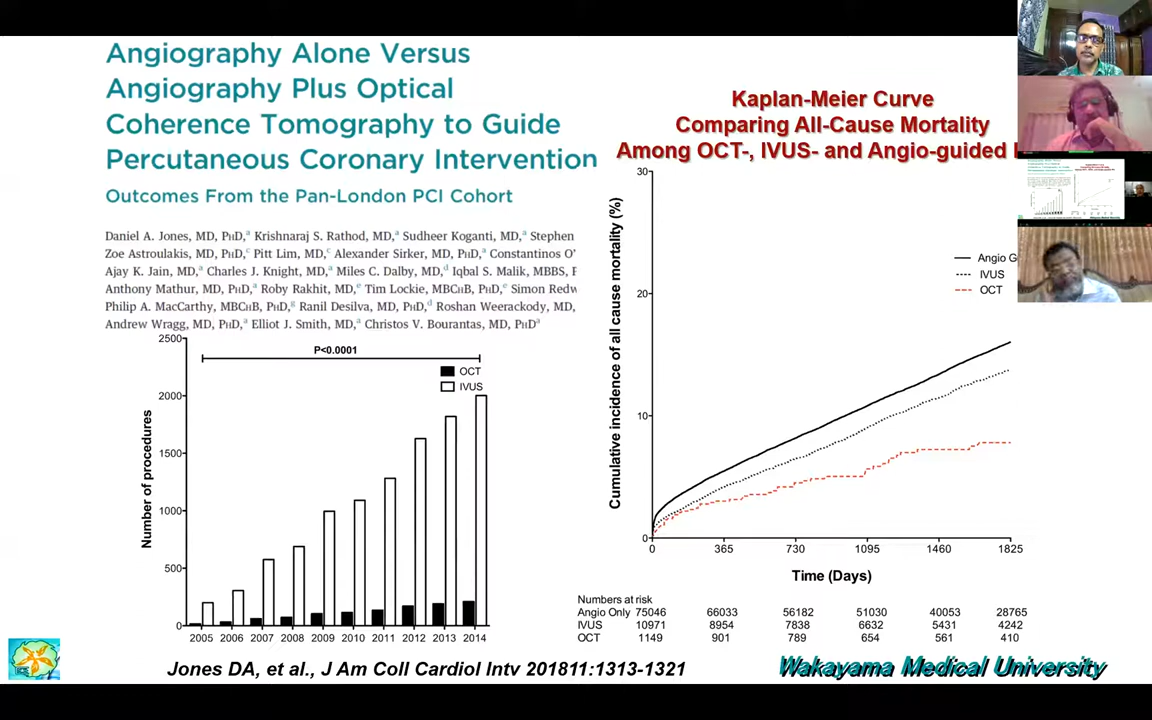 Angiography Alone Versus
Angiography Plus Optical
Coherence Tomography to Guide
Percutaneous Coronary Intervention
Outcomes From the Pan-London PCI Cohort
Daniel A. Jones, MD, PHD,a Krishnaraj S. Rathod, MD,a Sudheer Koganti, MD,a Stephen
Zoe Astroulakis, MD, PHD,c Pitt Lim, MD,c Alexander Sirker, MD, PHD,a Constantinos O'
Ajay K. Jain, MD,a Charles J. Knight, MD,a Miles C. Dalby, MD,d Iqbal S. Malik, MBBS, P
Anthony Mathur, MD, PHD,a Roby Rakhit, MD,e Tim Lockie, MBCHB, PHD,e Simon Redw
Philip A. MacCarthy, MBCHB, PHD,g Ranil Desilva, MD, PHD,d Roshan Weerackody, MD,
Andrew Wragg, MD, PHD,a Elliot J. Smith, MD,a Christos V. Bourantas, MD, PHDa
P<0.0001
OCT
IVUS
Number of procedures
2500
2000
1500
1000
500
0
2005 2006 2007 2008 2009 2010 2011 2012 2013 2014
Kaplan-Meier Curve
Comparing All-Cause Mortality
Among OCT-, IVUS- and Angio-guided
Cumulative incidence of all cause mortality (%)
30
20
10
0
Angio
IVUS
OCT
0 365 730 1095 1460 1825
Time (Days)
Numbers at risk
Angio Only 75046 66033 56182 51030 40053 28765
IVUS 10971 8954 7838 6632 5431 4242
OCT 1149 901 789 654 561 410
Jones DA, et al., J Am Coll Cardiol Intv 201811:1313-1321
Wakayama Medical University